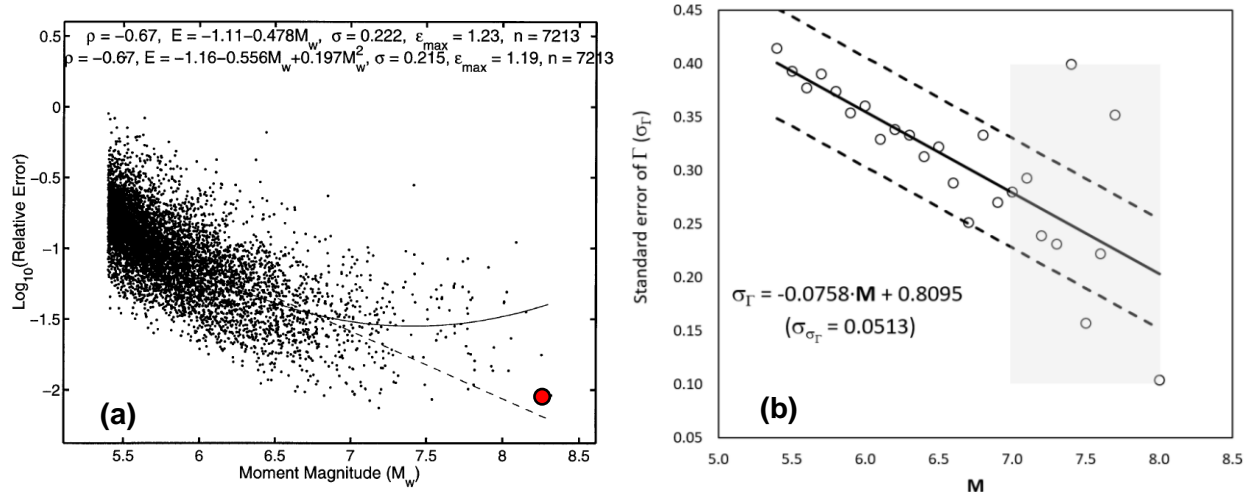 ρ = −0.67, E = −1.11−0.478M_w, σ = 0.222, ε_max = 1.23, n = 7213
ρ = −0.67, E = −1.16−0.556M_w+0.197M_w^2, σ = 0.215, ε_max = 1.19, n = 7213
0.5
0
−0.5
−1
−1.5
−2
Log_10(Relative Error)
(a)
5.5 6 6.5 7 7.5 8 8.5
Moment Magnitude (M_w)
0.45
0.40
0.35
0.30
0.25
0.20
0.15
0.10
0.05
Standard error of Γ (σ_Γ)
σ_Γ = -0.0758·M + 0.8095
(σ_σ_Γ = 0.0513)
(b)
5.0 5.5 6.0 6.5 7.0 7.5 8.0 8.5
M